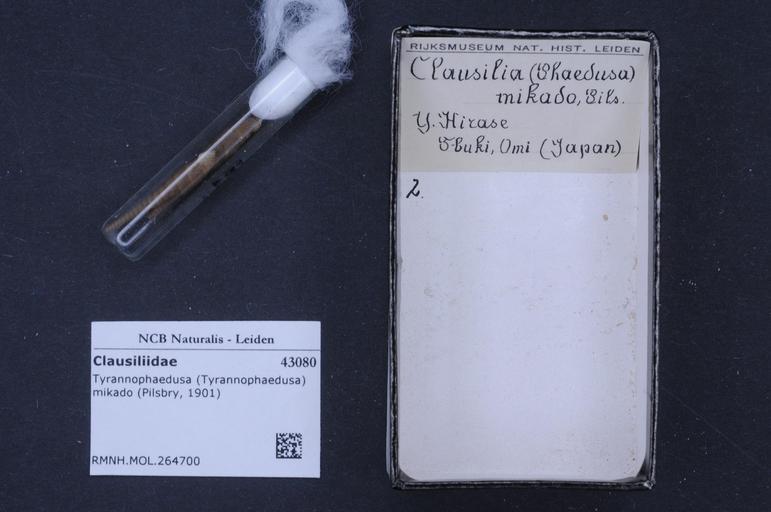 RIJKSMUSEUM NAT. HIST. LEIDEN
Clausilia (Phaedusa)
mikado, Pils.
Y. Hirase
Ibuki, Omi (Japan)
2.
NCB Naturalis - Leiden
Clausiliidae 43080
Tyrannophaedusa (Tyrannophaedusa)
mikado (Pilsbry, 1901)
RMNH.MOL.264700